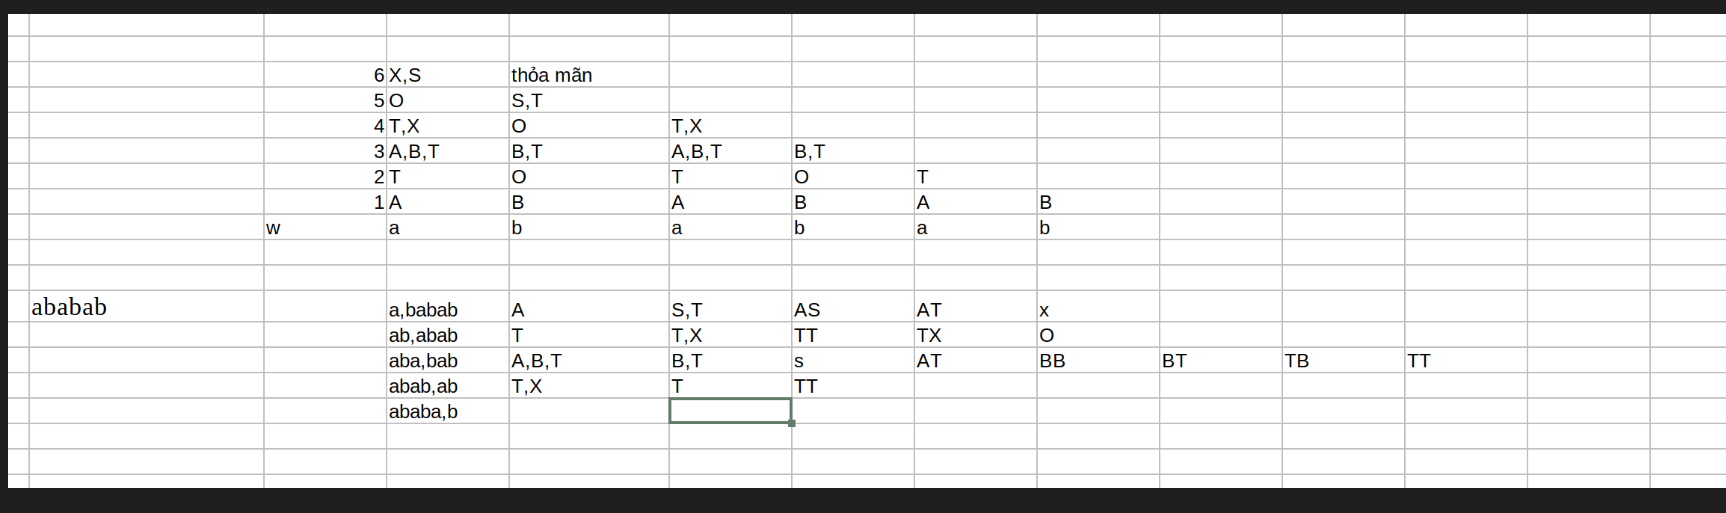 6 X,S thỏa mãn
5 O S,T
4 T,X O T,X
3 A,B,T B,T A,B,T B,T
2 T O T O T
1 A B A B A B
w a b a b a b
ababab a,babab A S,T AS AT x
ab,abab T T,X TT TX O
aba,bab A,B,T B,T s AT BB BT TB TT
abab,ab T,X T TT
ababa,b